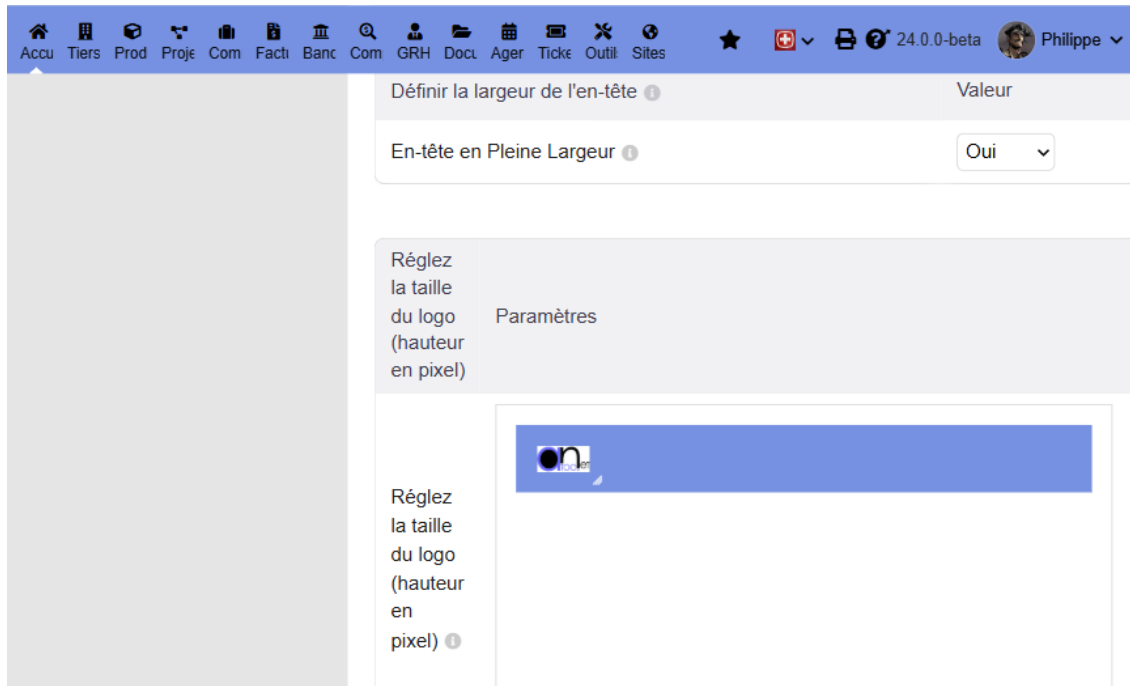 Accu Tiers Prod Proje Com Factı Banc Com GRH Docu Ager Ticke Outil Sites 24.0.0-beta Philippe
Définir la largeur de l'en-tête Valeur
En-tête en Pleine Largeur Oui
Réglez
la taille
du logo
(hauteur
en pixel)
Paramètres
on
Réglez
la taille
du logo
(hauteur
en
pixel)